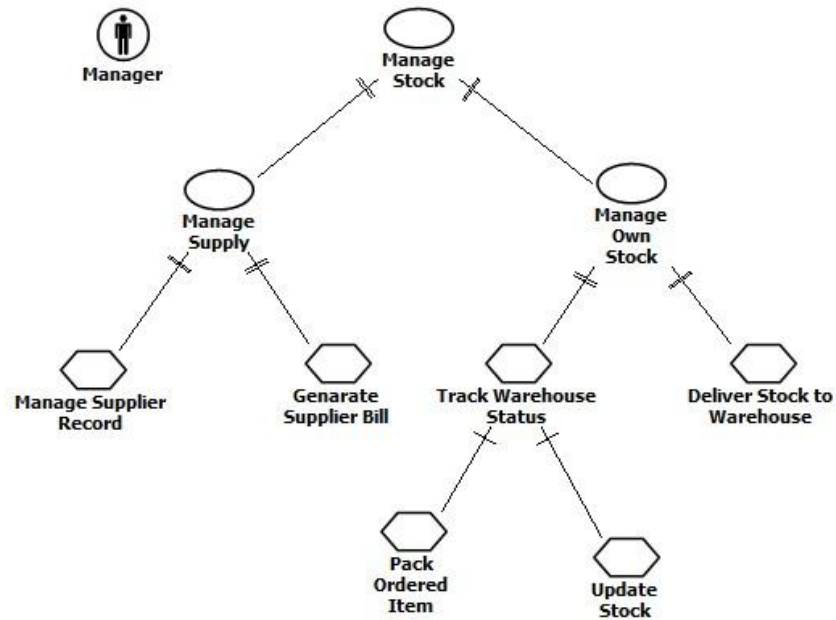 Manager
Manage
Stock
Manage
Supply
Manage
Own
Stock
Manage Supplier
Record
Genarate
Supplier Bill
Track Warehouse
Status
Deliver Stock to
Warehouse
Pack
Ordered
Item
Update
Stock